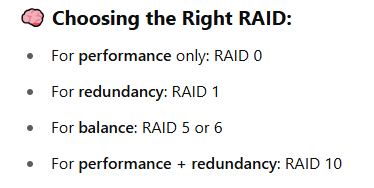 🧠 Choosing the Right RAID:
• For performance only: RAID 0
• For redundancy: RAID 1
• For balance: RAID 5 or 6
• For performance + redundancy: RAID 10